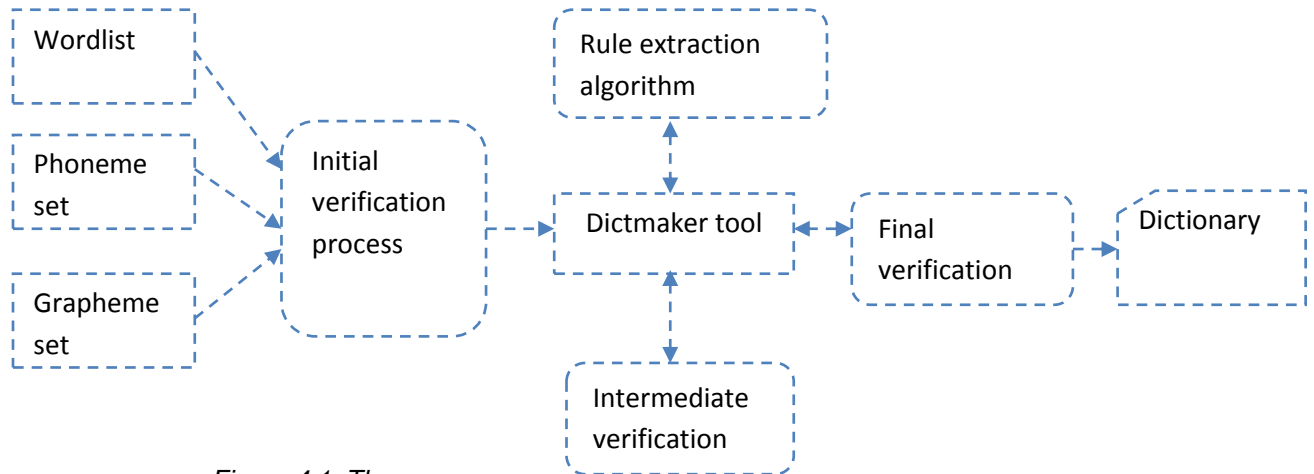 Wordlist
Phoneme
set
Grapheme
set
Initial
verification
process
Rule extraction
algorithm
Dictmaker tool
Intermediate
verification
Final
verification
Dictionary